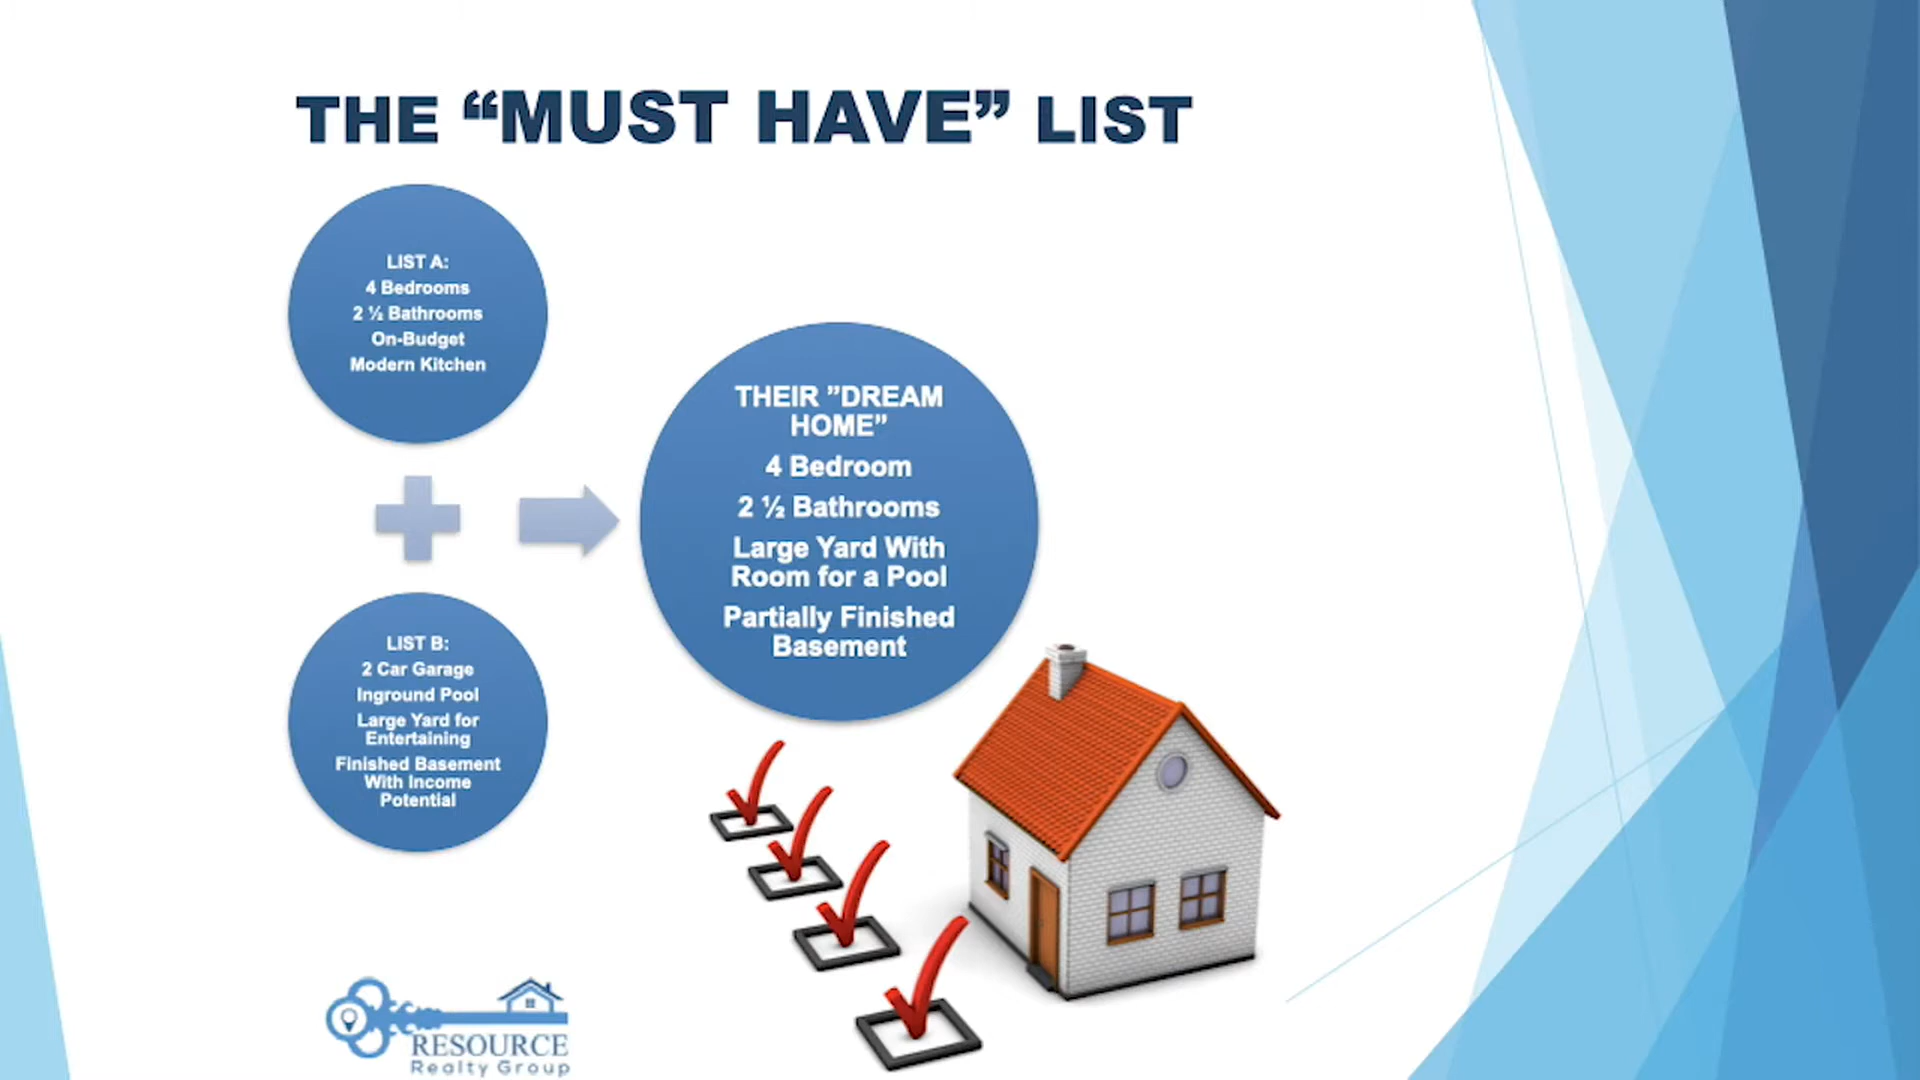 THE “MUST HAVE” LIST
LIST A:
4 Bedrooms
2 ½ Bathrooms
On-Budget
Modern Kitchen
LIST B:
2 Car Garage
Inground Pool
Large Yard for
Entertaining
Finished Basement
With Income
Potential
THEIR ”DREAM
HOME”
4 Bedroom
2 ½ Bathrooms
Large Yard With
Room for a Pool
Partially Finished
Basement
RESOURCE
Realty Group